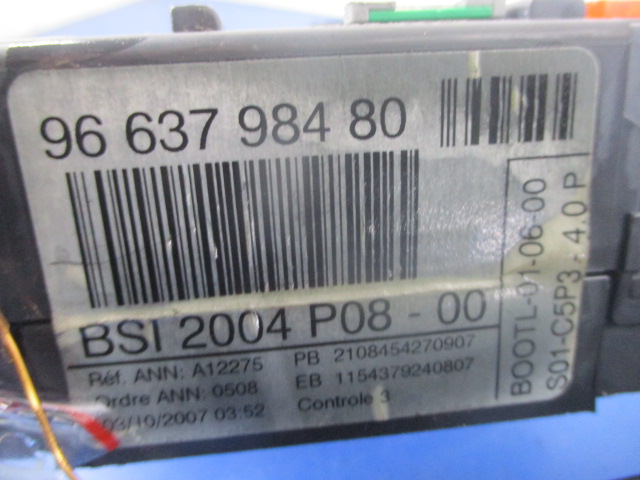 96 637 984 80
BSI 2004 P08 - 00
Réf. ANN: A12275
Ordre ANN: 0508
03/10/2007 03:52
PB 2108454270907
EB 1154379240807
Controle 3
BOOTL-01-06-00
S01-C5P3 - 4.0 P